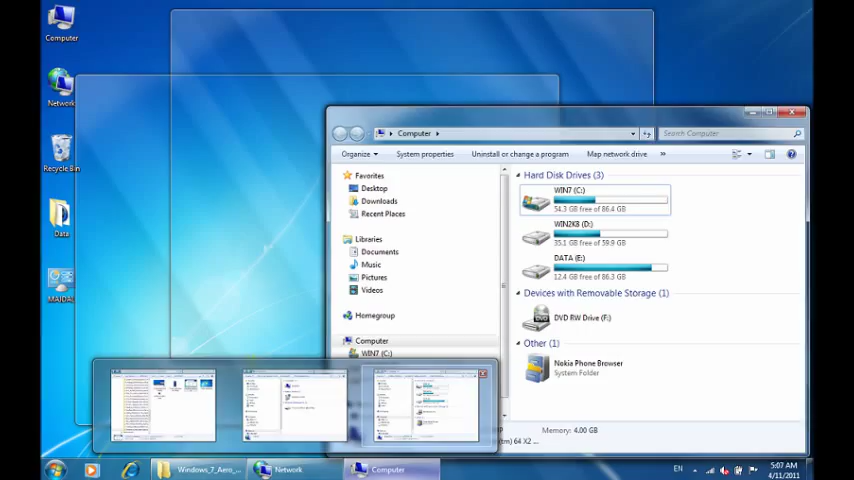 Computer
Network
Recycle Bin
Data
Computer
Search Computer
Organize
System properties
Uninstall or change a program
Map network drive
»
Favorites
Desktop
Downloads
Recent Places
Libraries
Documents
Music
Pictures
Videos
Homegroup
Computer
WIN7 (C:)
Hard Disk Drives (3)
WIN7 (C:)
54.3 GB free of 86.4 GB
WIN2K8 (D:)
35.1 GB free of 59.9 GB
DATA (E:)
12.4 GB free of 86.3 GB
Devices with Removable Storage (1)
DVD RW Drive (F:)
Other (1)
Nokia Phone Browser
System Folder
Memory: 4.00 GB
(tm) 64 X2 ...
Windows_7_Aero_...
Network
Computer
EN
5:07 AM
4/11/2011